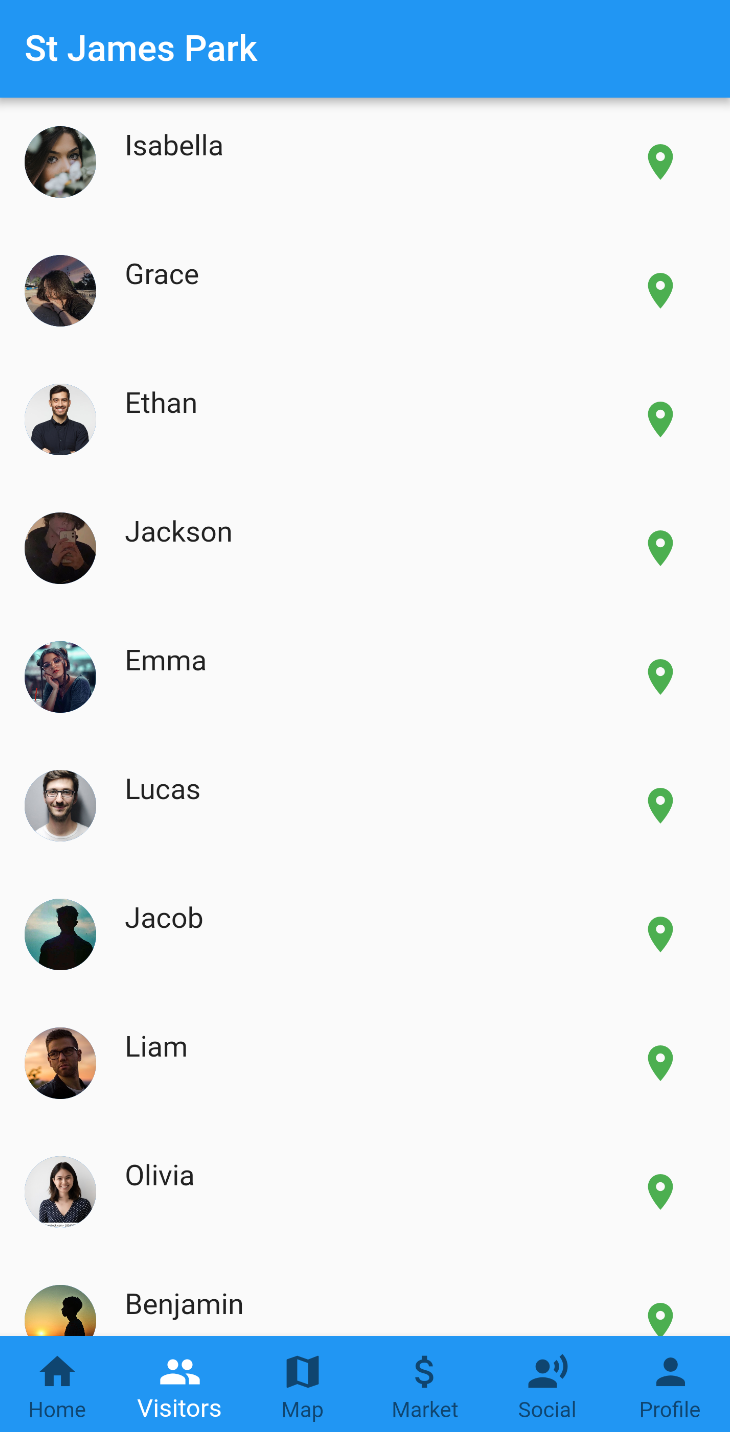 St James Park
Isabella
Grace
Ethan
Jackson
Emma
Lucas
Jacob
Liam
Olivia
Benjamin
Home Visitors Map Market Social Profile